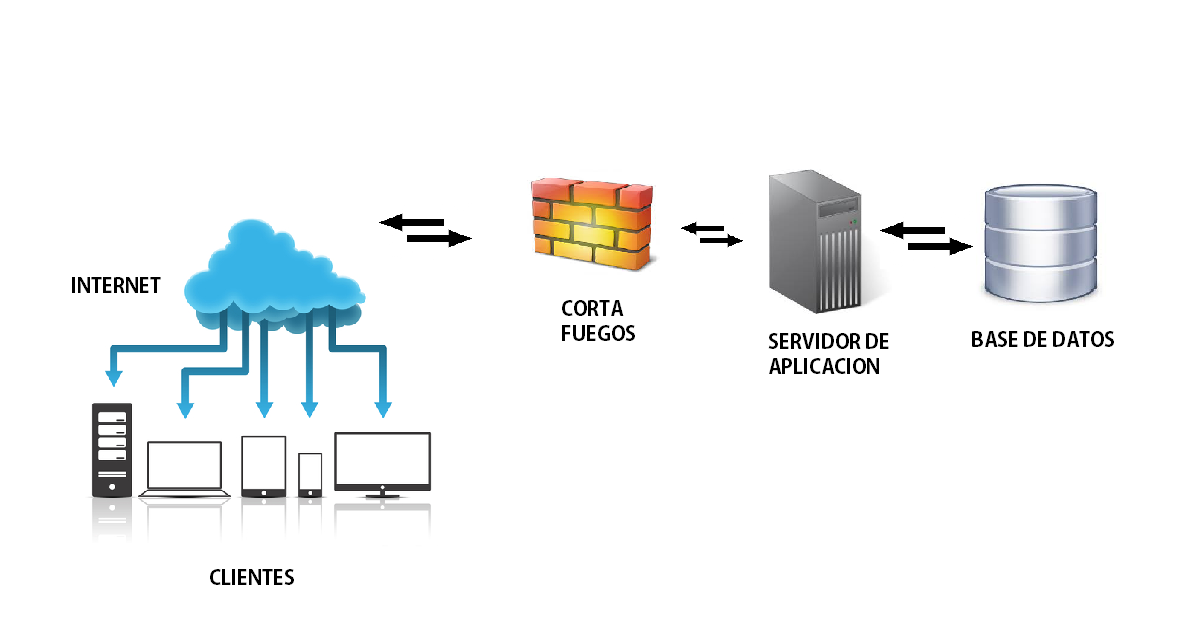 INTERNET
CORTA
FUEGOS
SERVIDOR DE
APLICACION
BASE DE DATOS
CLIENTES